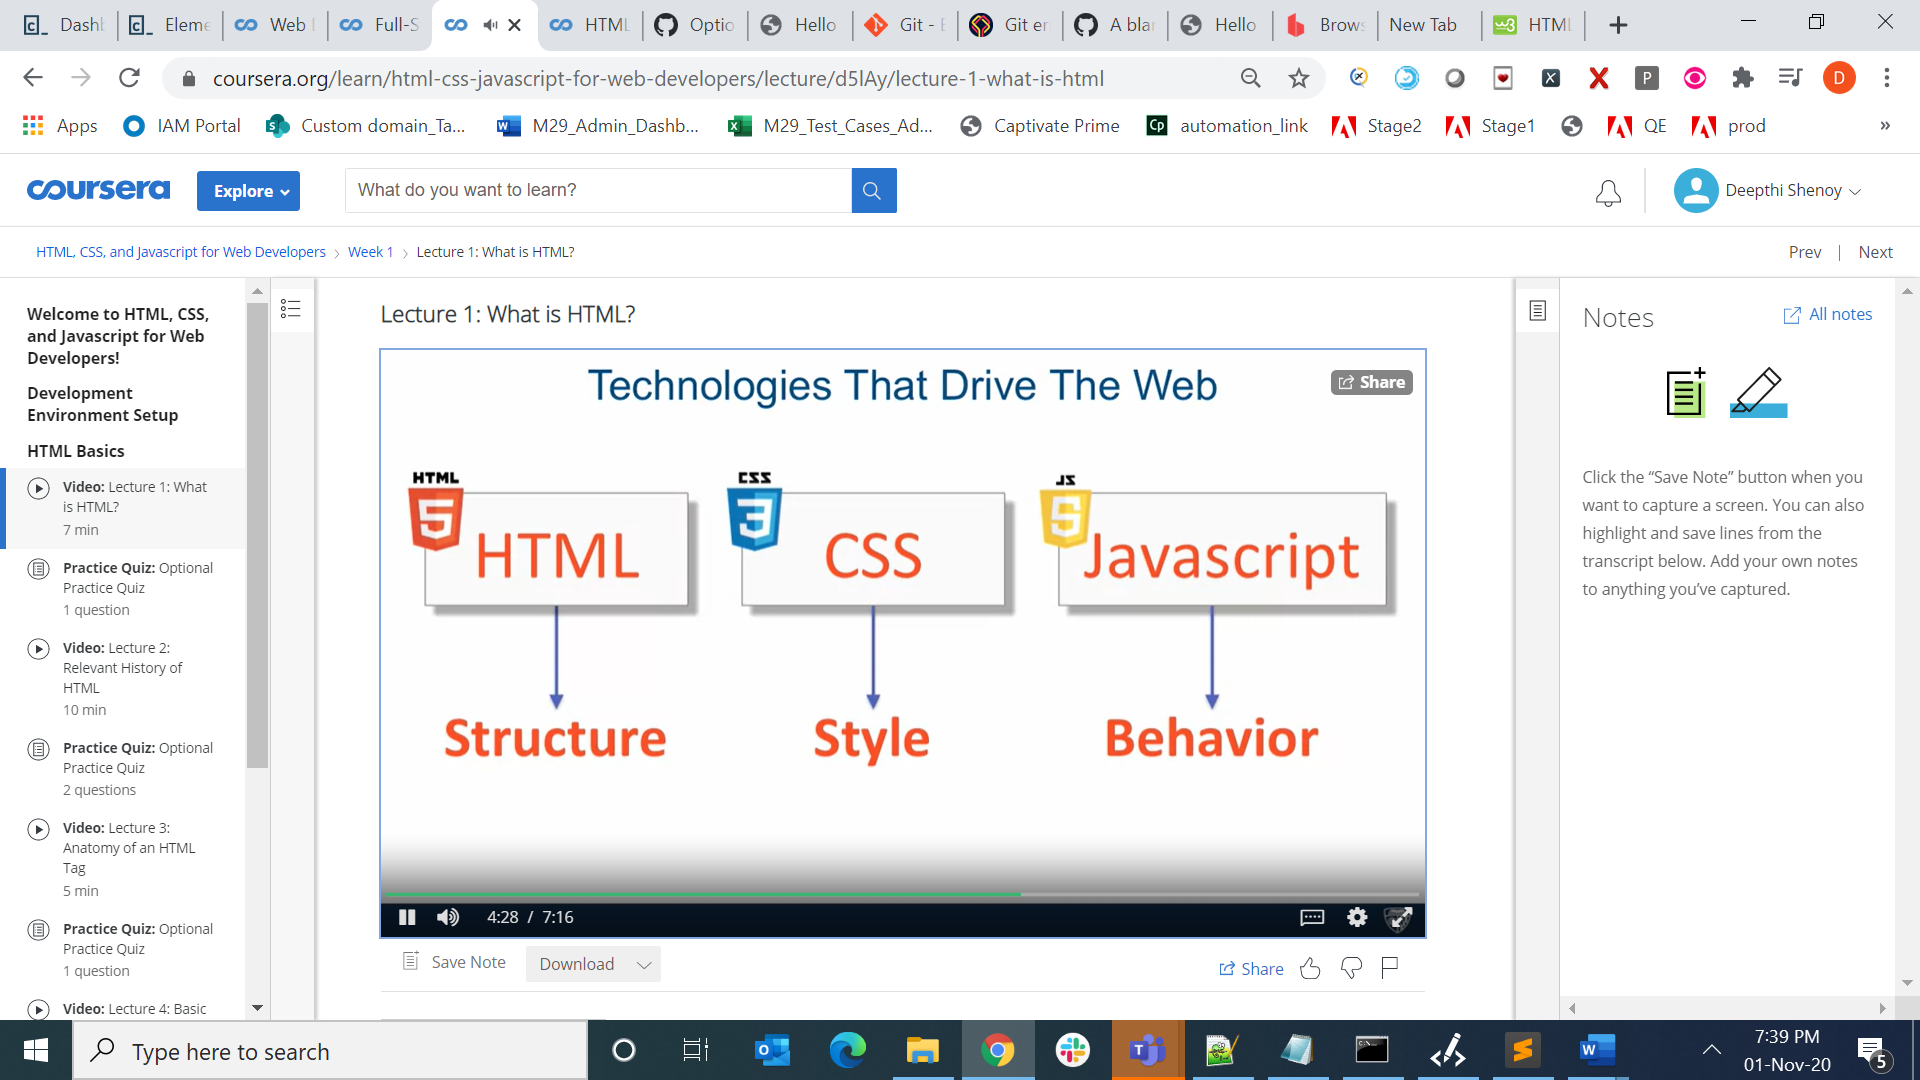 Dashb
Eleme
Web
Full-S
HTML
Optio
Hello
Git - E
Git er
A blar
Hello
Brows
New Tab
HTML
coursera.org/learn/html-css-javascript-for-web-developers/lecture/d5lAy/lecture-1-what-is-html
Apps
IAM Portal
Custom domain_Ta...
M29_Admin_Dashb...
M29_Test_Cases_Ad...
Captivate Prime
automation_link
Stage2
Stage1
QE
prod
»
coursera
Explore
What do you want to learn?
Deepthi Shenoy
HTML, CSS, and Javascript for Web Developers > Week 1 > Lecture 1: What is HTML?
Prev | Next
Welcome to HTML, CSS,
and Javascript for Web
Developers!
Development
Environment Setup
HTML Basics
Video: Lecture 1: What
is HTML?
7 min
Practice Quiz: Optional
Practice Quiz
1 question
Video: Lecture 2:
Relevant History of
HTML
10 min
Practice Quiz: Optional
Practice Quiz
2 questions
Video: Lecture 3:
Anatomy of an HTML
Tag
5 min
Practice Quiz: Optional
Practice Quiz
1 question
Video: Lecture 4: Basic
Lecture 1: What is HTML?
Technologies That Drive The Web
Share
HTML
CSS
JS
HTML
CSS
Javascript
Structure
Style
Behavior
4:28 / 7:16
Save Note
Download
Share
Notes
All notes
Click the “Save Note” button when you
want to capture a screen. You can also
highlight and save lines from the
transcript below. Add your own notes
to anything you’ve captured.
Type here to search
7:39 PM
01-Nov-20
5